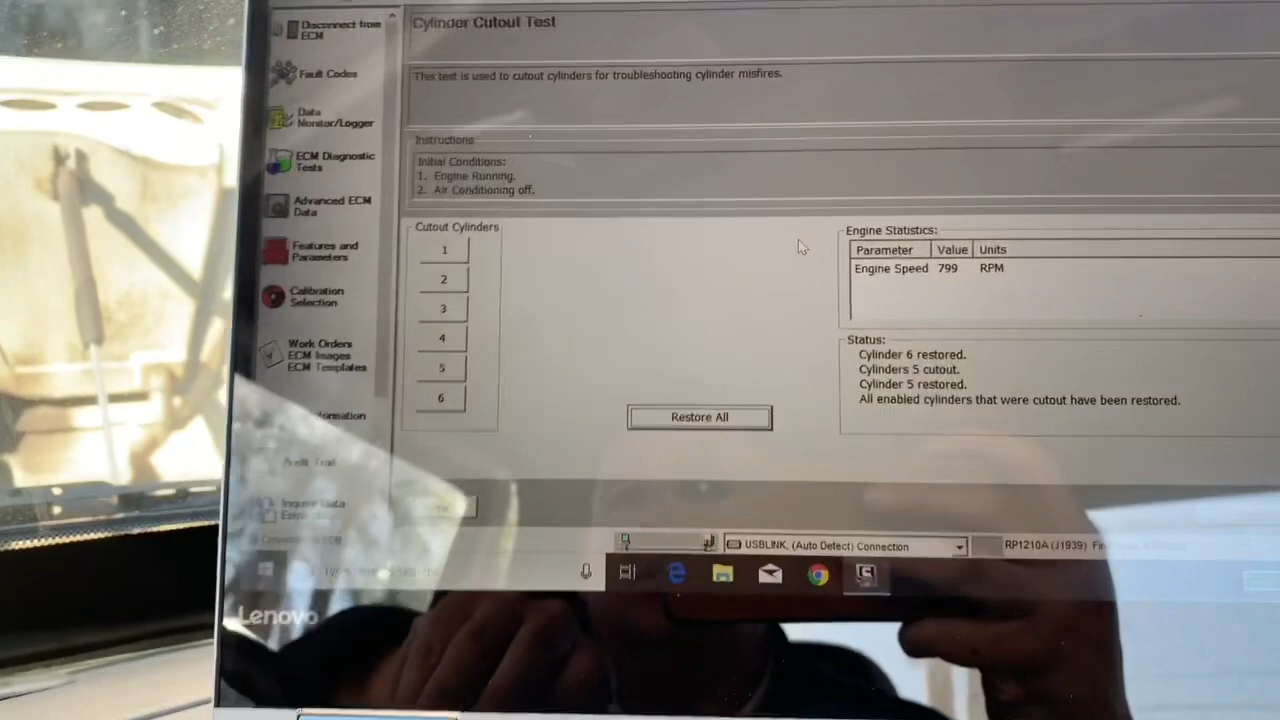 Disconnect from
ECM
Fault Codes
Data
Monitor/Logger
ECM Diagnostic
Tests
Advanced ECM
Data
Features and
Parameters
Calibration
Selection
Work Orders
ECM Images
ECM Templates
Cylinder Cutout Test
This test is used to cutout cylinders for troubleshooting cylinder misfires.
Instructions
Initial Conditions:
1. Engine Running.
2. Air Conditioning off.
Cutout Cylinders
1
2
3
4
5
6
Restore All
Engine Statistics:
Parameter Value Units
Engine Speed 799 RPM
Status:
Cylinder 6 restored.
Cylinders 5 cutout.
Cylinder 5 restored.
All enabled cylinders that were cutout have been restored.
USBLINK, (Auto Detect) Connection
RP1210A (J1939)
Lenovo